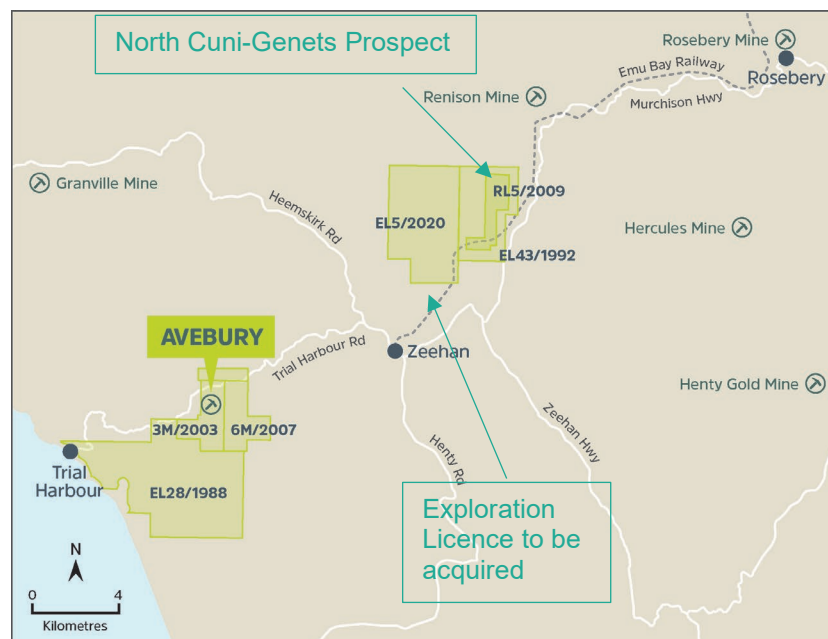 North Cuni-Genets Prospect
Rosebery Mine
Emu Bay Railway
Rosebery
Renison Mine
Murchison Hwy
Granville Mine
Heemskirk Rd
RL5/2009
EL5/2020
Hercules Mine
EL43/1992
AVEBURY
Trial Harbour Rd
Zeehan
Henty Gold Mine
3M/2003
6M/2007
Zeehan Hwy
Trial
Harbour
Henty Rd
EL28/1988
Exploration
Licence to be
acquired
N
0
4
Kilometres